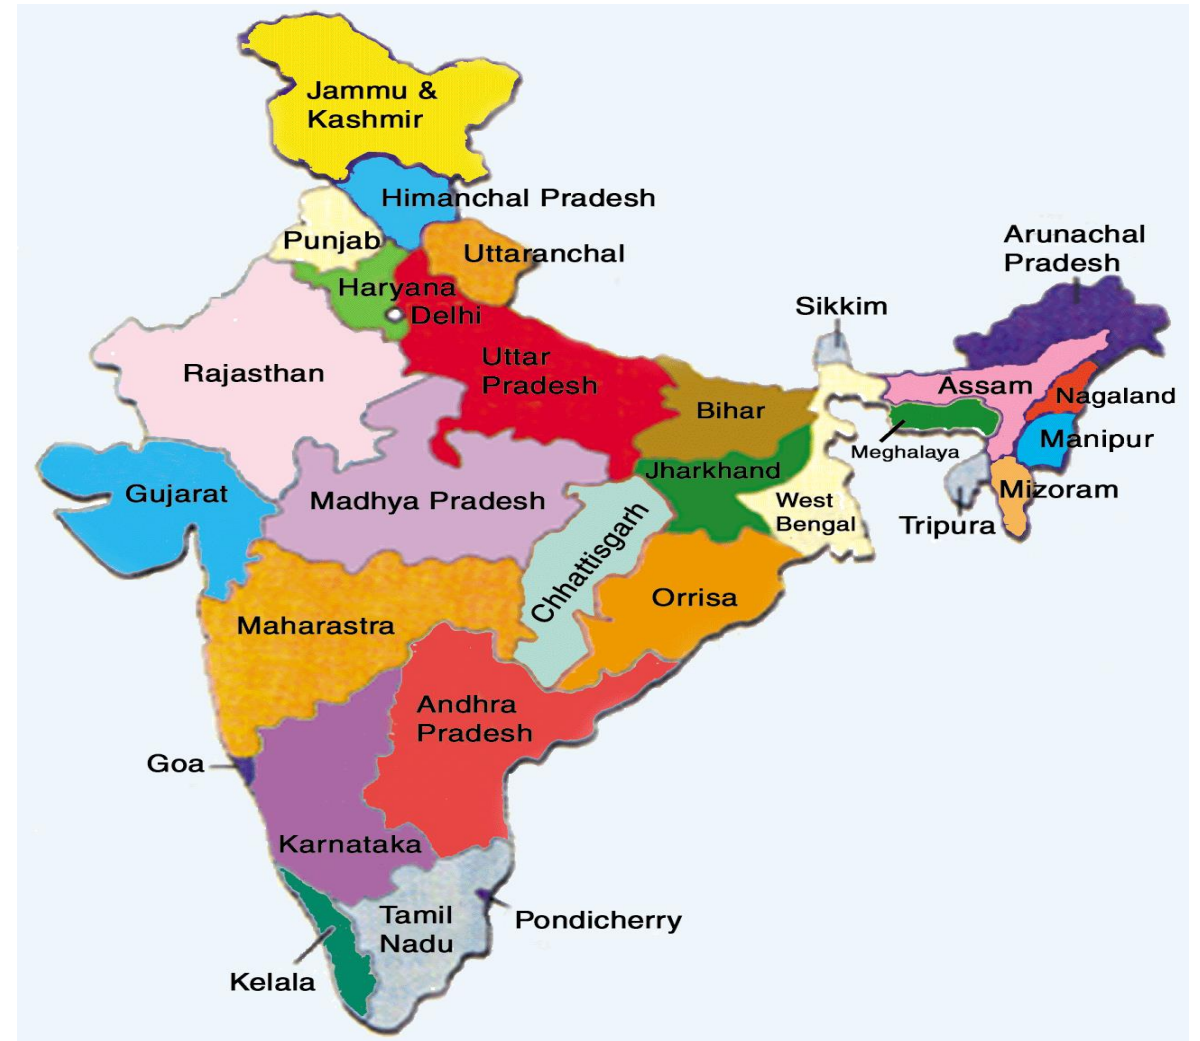 Jammu &
Kashmir
Himanchal Pradesh
Punjab
Uttaranchal
Arunachal
Pradesh
Haryana
Delhi
Sikkim
Uttar
Pradesh
Rajasthan
Assam
Nagaland
Bihar
Manipur
Meghalaya
Jharkhand
Gujarat
Madhya Pradesh
West
Bengal
Mizoram
Tripura
Chhattisgarh
Orrisa
Maharastra
Andhra
Pradesh
Goa
Karnataka
Tamil
Nadu
Pondicherry
Kelala